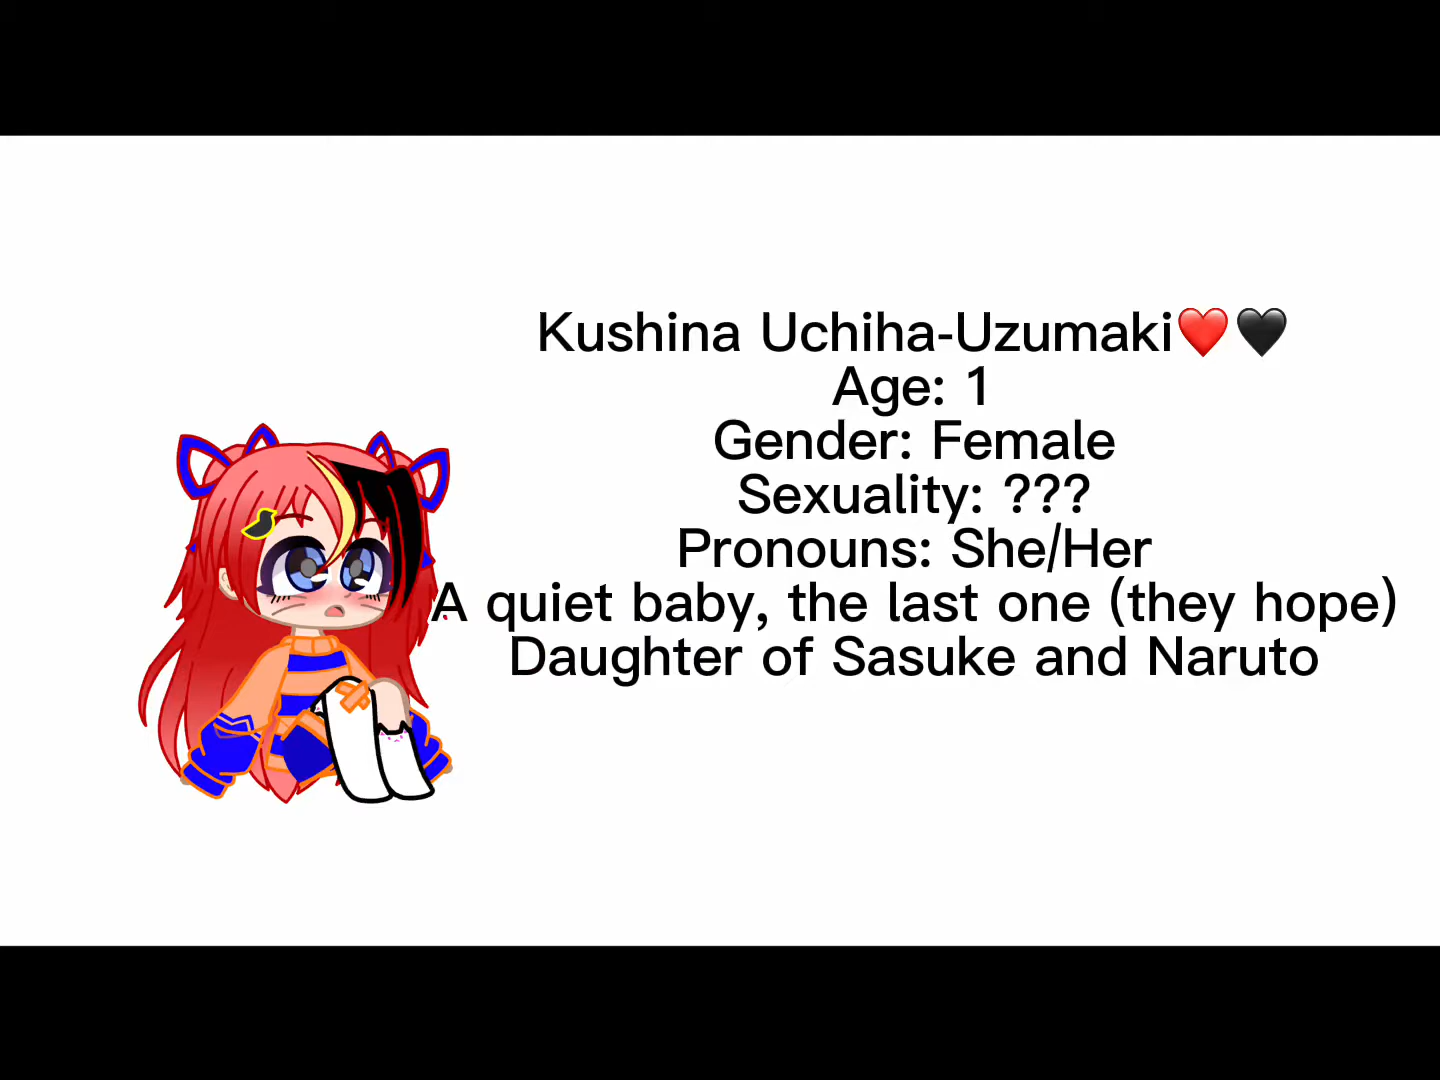 Kushina Uchiha-Uzumaki❤️🖤
Age: 1
Gender: Female
Sexuality: ???
Pronouns: She/Her
A quiet baby, the last one (they hope)
Daughter of Sasuke and Naruto